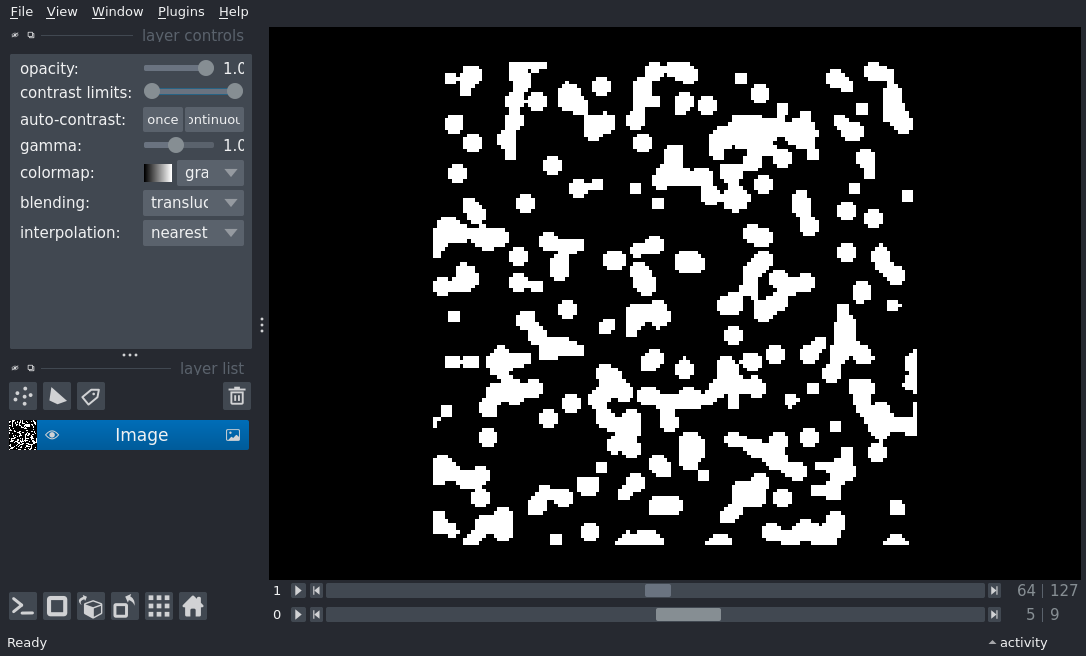 File View Window Plugins Help
layer controls
opacity: 1.0
contrast limits:
auto-contrast: once ontinuou
gamma: 1.0
colormap: gra
blending: transluc
interpolation: nearest
layer list
Image
1 64 | 127
0 5 | 9
Ready activity